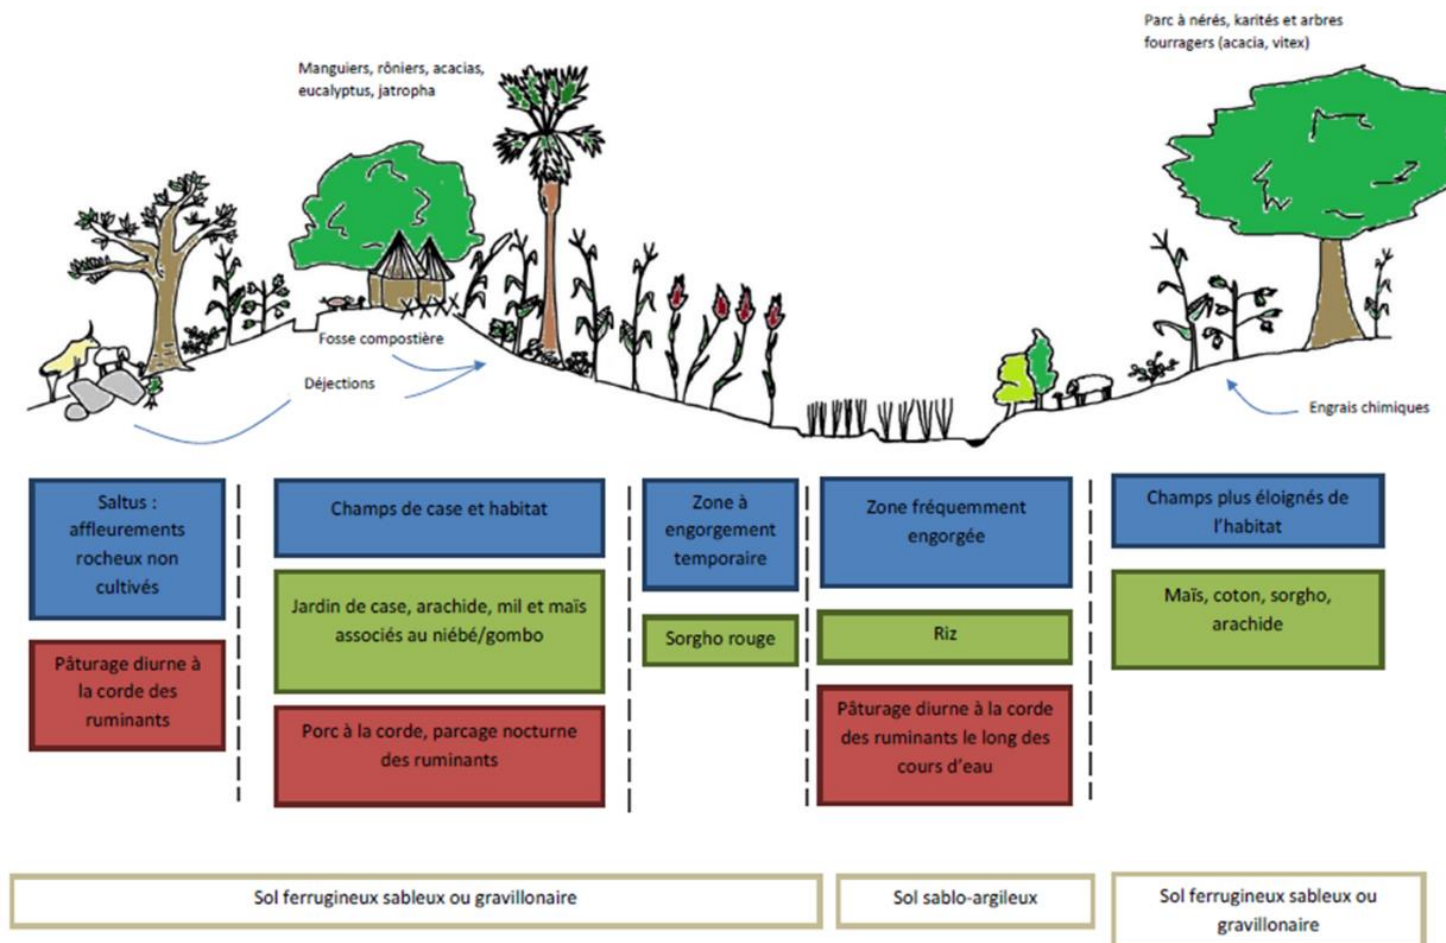 Parc à nérés, karités et arbres
fourragers (acacia, vitex)
Manguiers, rôniers, acacias,
eucalyptus, jatropha
Fosse compostière
Déjections
Engrais chimiques
Saltus :
affleurements
rocheux non
cultivés
Pâturage diurne à
la corde des
ruminants
Champs de case et habitat
Jardin de case, arachide, mil et maïs
associés au niébé/gombo
Porc à la corde, parcage nocturne
des ruminants
Zone à
engorgement
temporaire
Sorgho rouge
Zone fréquemment
engorgée
Riz
Pâturage diurne à la corde
des ruminants le long des
cours d'eau
Champs plus éloignés de
l'habitat
Maïs, coton, sorgho,
arachide
Sol ferrugineux sableux ou gravillonaire
Sol sablo-argileux
Sol ferrugineux sableux ou
gravillonaire